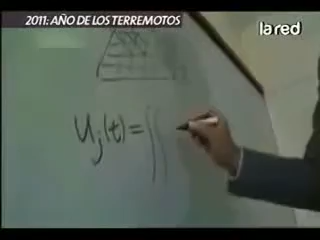 2011: AÑO DE LOS TERREMOTOS
la red
Uj(t)=∫∫